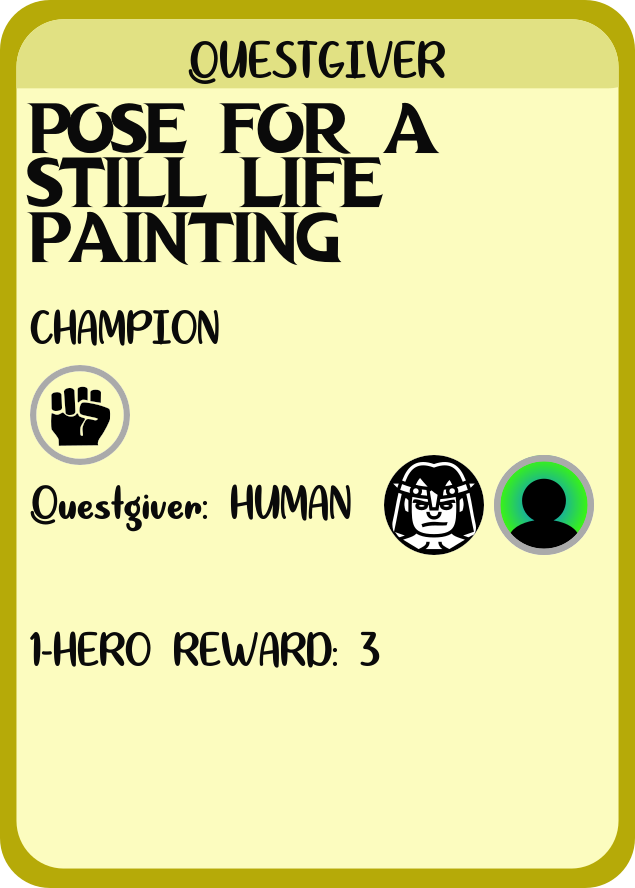 QUESTGIVER
POSE FOR A
STILL LIFE
PAINTING
CHAMPION
Questgiver: HUMAN
1-HERO REWARD: 3